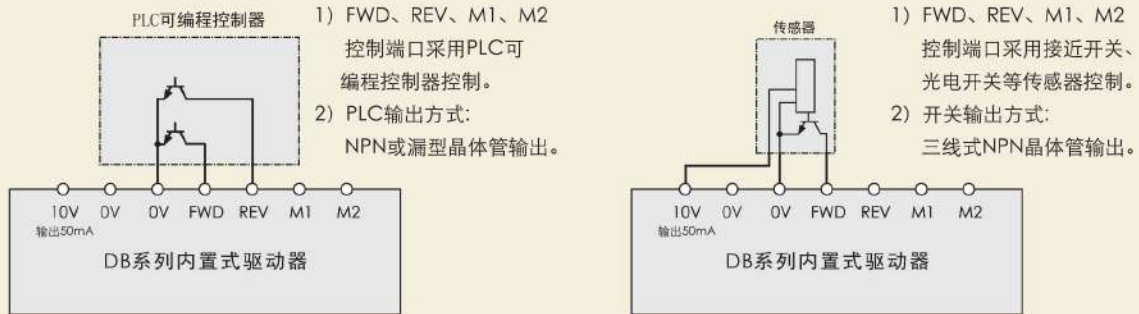 PLC可编程控制器
1）FWD、REV、M1、M2
控制端口采用PLC可
编程控制器控制。
2）PLC输出方式:
NPN或漏型晶体管输出。
10V 0V 0V FWD REV M1 M2
输出50mA
DB系列内置式驱动器
传感器
1）FWD、REV、M1、M2
控制端口采用接近开关、
光电开关等传感器控制。
2）开关输出方式:
三线式NPN晶体管输出。
10V 0V 0V FWD REV M1 M2
输出50mA
DB系列内置式驱动器